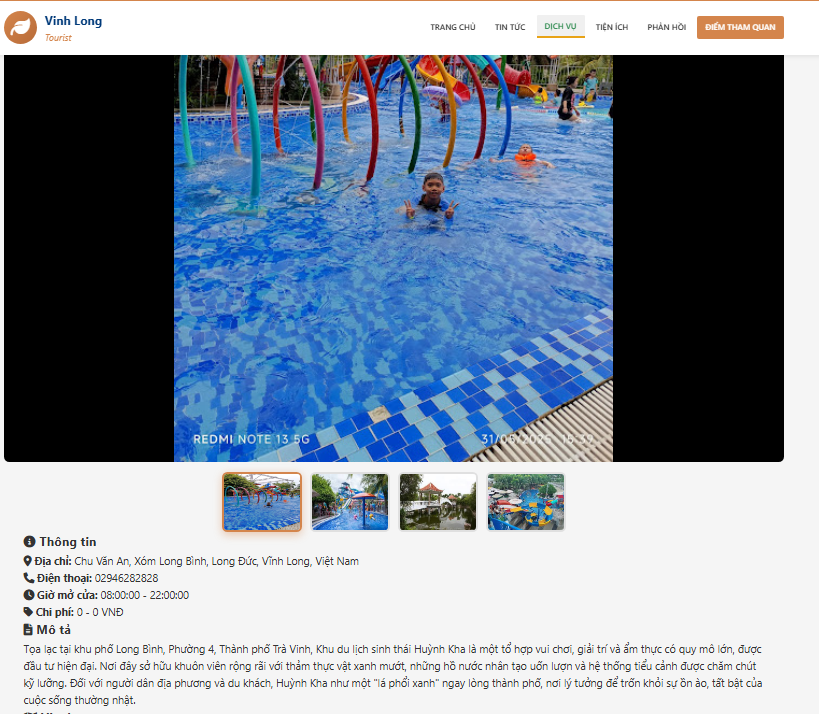 Vinh Long
Tourist
TRANG CHỦ
TIN TỨC
DỊCH VỤ
TIỆN ÍCH
PHẢN HỒI
ĐIỂM THAM QUAN
REDMI NOTE 13 5G
31/05/2025 15:39
Thông tin
Địa chỉ: Chu Văn An, Xóm Long Bình, Long Đức, Vĩnh Long, Việt Nam
Điện thoại: 02946282828
Giờ mở cửa: 08:00:00 - 22:00:00
Chi phí: 0 - 0 VNĐ
Mô tả
Tọa lạc tại khu phố Long Bình, Phường 4, Thành phố Trà Vinh, Khu du lịch sinh thái Huỳnh Kha là một tổ hợp vui chơi, giải trí và ẩm thực có quy mô lớn, được
đầu tư hiện đại. Nơi đây sở hữu khuôn viên rộng rãi với thảm thực vật xanh mướt, những hồ nước nhân tạo uốn lượn và hệ thống tiểu cảnh được chăm chút
kỹ lưỡng. Đối với người dân địa phương và du khách, Huỳnh Kha như một "lá phổi xanh" ngay lòng thành phố, nơi lý tưởng để trốn khỏi sự ồn ào, tất bật của
cuộc sống thường nhật.